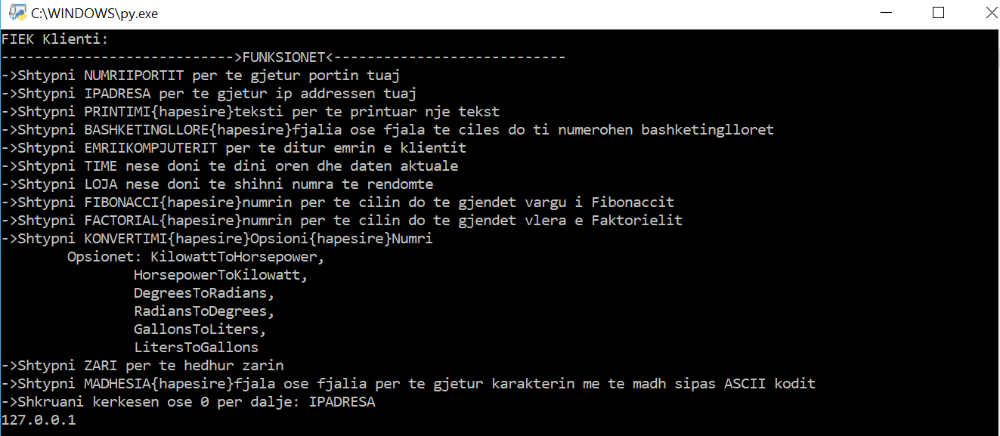 C:\WINDOWS\py.exe
FIEK Klienti:
---------------------------->FUNKSIONET<----------------------------
->Shtypni NUMRIIPORTIT per te gjetur portin tuaj
->Shtypni IPADRESA per te gjetur ip addressen tuaj
->Shtypni PRINTIMI{hapesire}teksti per te printuar nje tekst
->Shtypni BASHKETINGLLORE{hapesire}fjalia ose fjala te ciles do ti numerohen bashketinglloret
->Shtypni EMRIIKOMPJUTERIT per te ditur emrin e klientit
->Shtypni TIME nese doni te dini oren dhe daten aktuale
->Shtypni LOJA nese doni te shihni numra te rendomte
->Shtypni FIBONACCI{hapesire}numrin per te cilin do te gjendet vargu i Fibonaccit
->Shtypni FACTORIAL{hapesire}numrin per te cilin do te gjendet vlera e Faktorielit
->Shtypni KONVERTIMI{hapesire}Opsioni{hapesire}Numri
Opsionet: KilowattToHorsepower,
HorsepowerToKilowatt,
DegreesToRadians,
RadiansToDegrees,
GallonsToLiters,
LitersToGallons
->Shtypni ZARI per te hedhur zarin
->Shtypni MADHESIA{hapesire}fjala ose fjalia per te gjetur karakterin me te madh sipas ASCII kodit
->Shkruani kerkesen ose 0 per dalje: IPADRESA
127.0.0.1